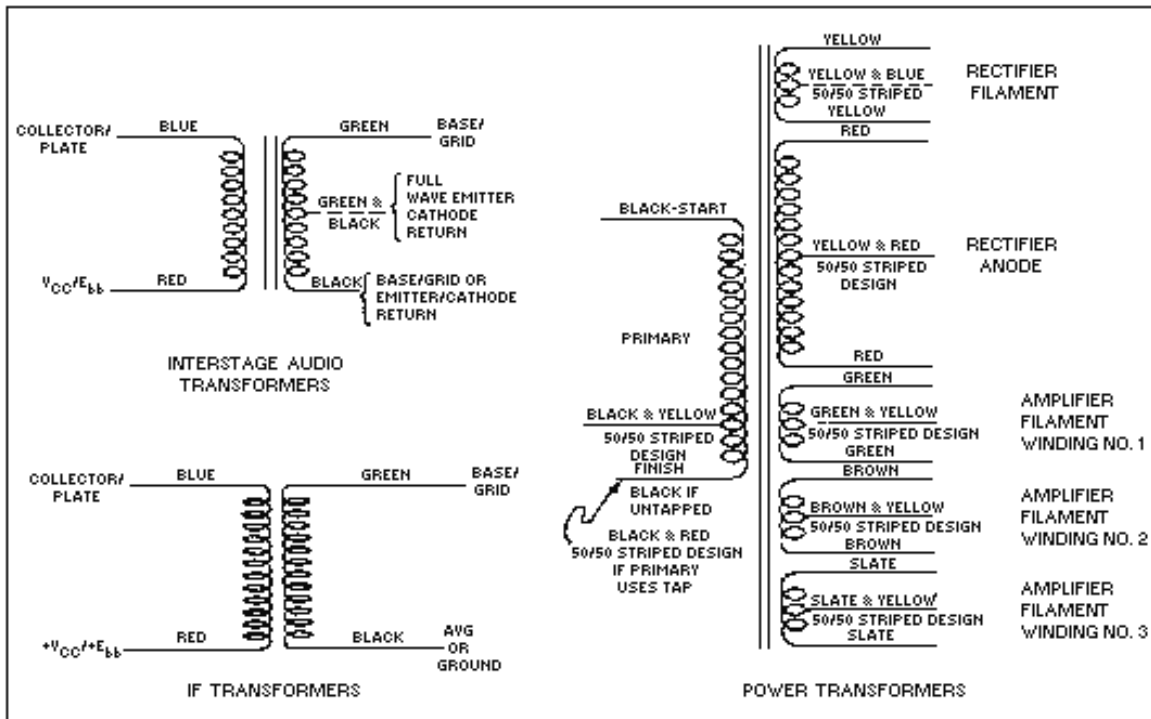 COLLECTOR/
PLATE
BLUE
GREEN
BASE/
GRID
GREEN &
BLACK
FULL
WAVE EMITTER
CATHODE
RETURN
VCC/Ebb
RED
BLACK
BASE/GRID OR
EMITTER/CATHODE
RETURN
INTERSTAGE AUDIO
TRANSFORMERS
COLLECTOR/
PLATE
BLUE
GREEN
BASE/
GRID
+VCC/+Ebb
RED
BLACK
AVG
OR
GROUND
IF TRANSFORMERS
BLACK-START
PRIMARY
BLACK & YELLOW
50/50 STRIPED
DESIGN
FINISH
BLACK IF
UNTAPPED
BLACK & RED
50/50 STRIPED DESIGN
IF PRIMARY
USES TAP
YELLOW
YELLOW & BLUE
50/50 STRIPED
YELLOW
RECTIFIER
FILAMENT
RED
YELLOW & RED
50/50 STRIPED
DESIGN
RED
RECTIFIER
ANODE
GREEN
GREEN & YELLOW
50/50 STRIPED DESIGN
GREEN
AMPLIFIER
FILAMENT
WINDING NO. 1
BROWN
BROWN & YELLOW
50/50 STRIPED DESIGN
BROWN
AMPLIFIER
FILAMENT
WINDING NO. 2
SLATE
SLATE & YELLOW
50/50 STRIPED DESIGN
SLATE
AMPLIFIER
FILAMENT
WINDING NO. 3
POWER TRANSFORMERS